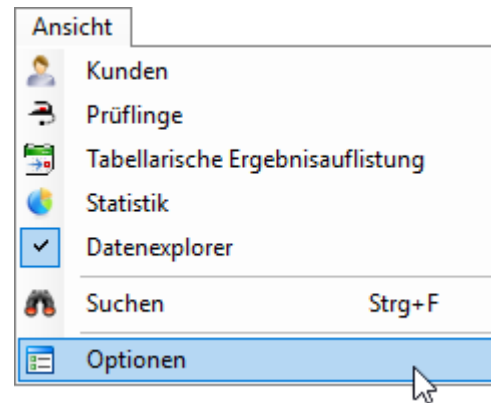 Ansicht
Kunden
Prüflinge
Tabellarische Ergebnisauflistung
Statistik
Datenexplorer
Suchen Strg+F
Optionen